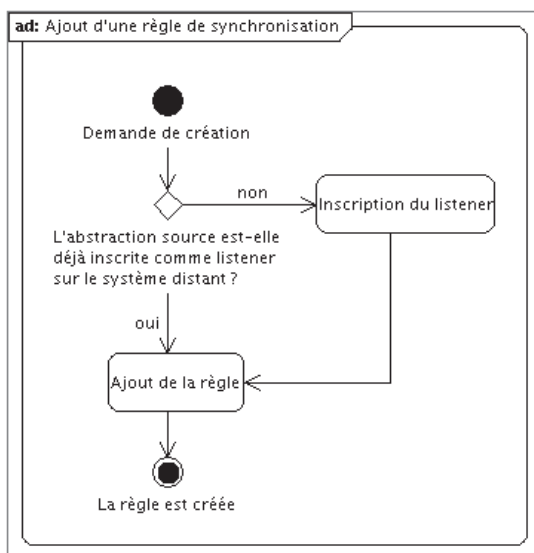 ad: Ajout d'une règle de synchronisation
Demande de création
non
Inscription du listener
L'abstraction source est-elle
déjà inscrite comme listener
sur le système distant ?
oui
Ajout de la règle
La règle est créée